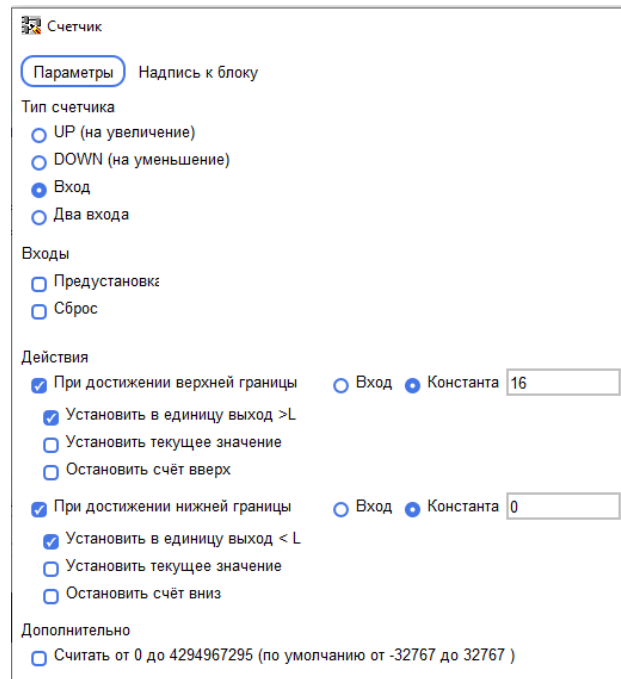 Счетчик
Параметры Надпись к блоку
Тип счетчика
UP (на увеличение)
DOWN (на уменьшение)
Вход
Два входа
Входы
Предустановка
Сброс
Действия
При достижении верхней границы Вход Константа 16
Установить в единицу выход >L
Установить текущее значение
Остановить счёт вверх
При достижении нижней границы Вход Константа 0
Установить в единицу выход < L
Установить текущее значение
Остановить счёт вниз
Дополнительно
Считать от 0 до 4294967295 (по умолчанию от -32767 до 32767 )